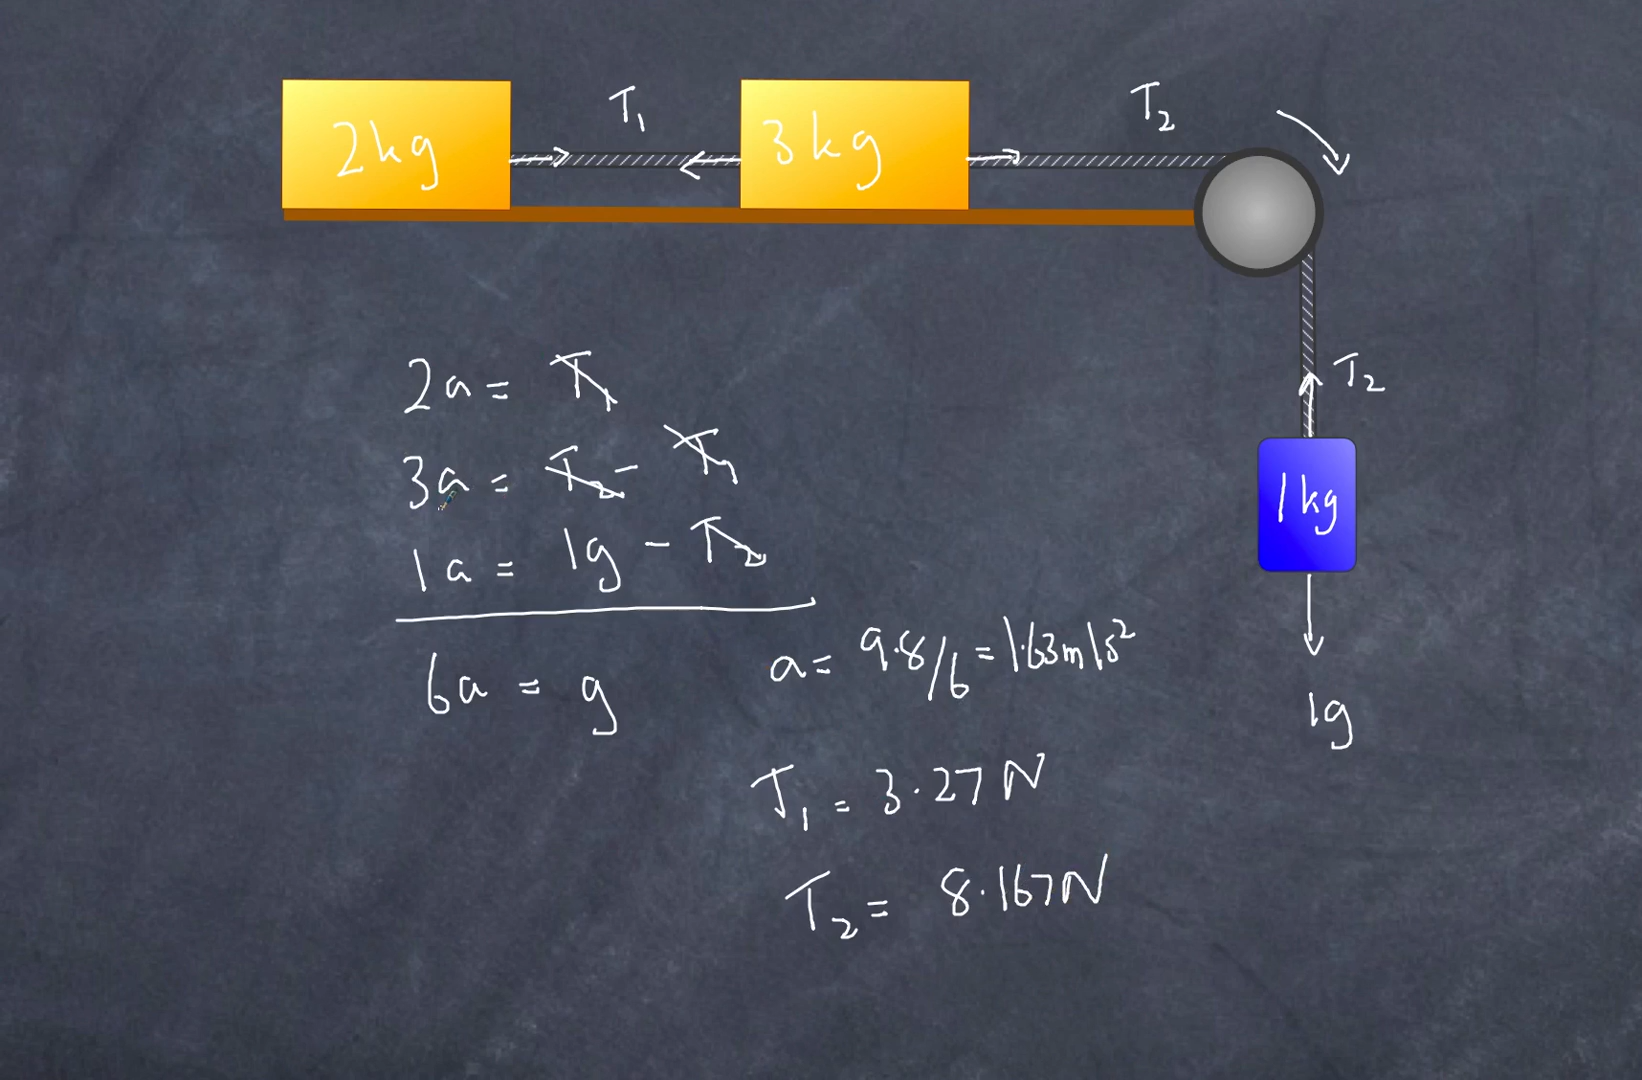 T₁
T₂
2kg
3kg
T₂
1kg
2a = T₁
3a = T₂ - T₁
1a = 1g - T₂
6a = g
a = 9.8/6 = 1.63m/s²
1g
T₁ = 3.27N
T₂ = 8.167N